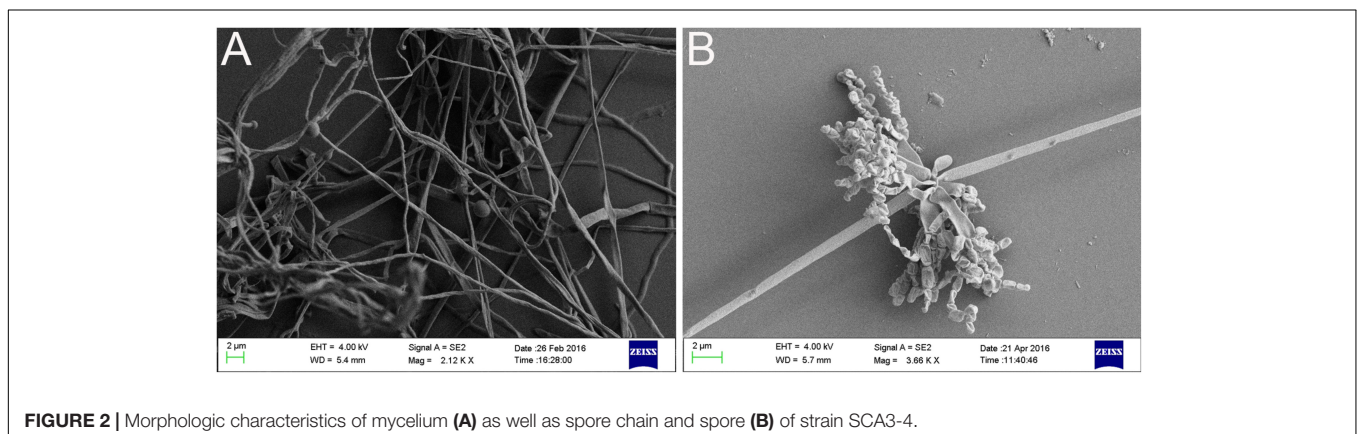 A
B
2 µm
EHT = 4.00 kV
Signal A = SE2
Date :26 Feb 2016
WD = 5.4 mm
Mag = 2.12 K X
Time :16:28:00
ZEISS
2 µm
EHT = 4.00 kV
Signal A = SE2
Date :21 Apr 2016
WD = 5.7 mm
Mag = 3.66 K X
Time :11:40:46
ZEISS
FIGURE 2 | Morphologic characteristics of mycelium (A) as well as spore chain and spore (B) of strain SCA3-4.